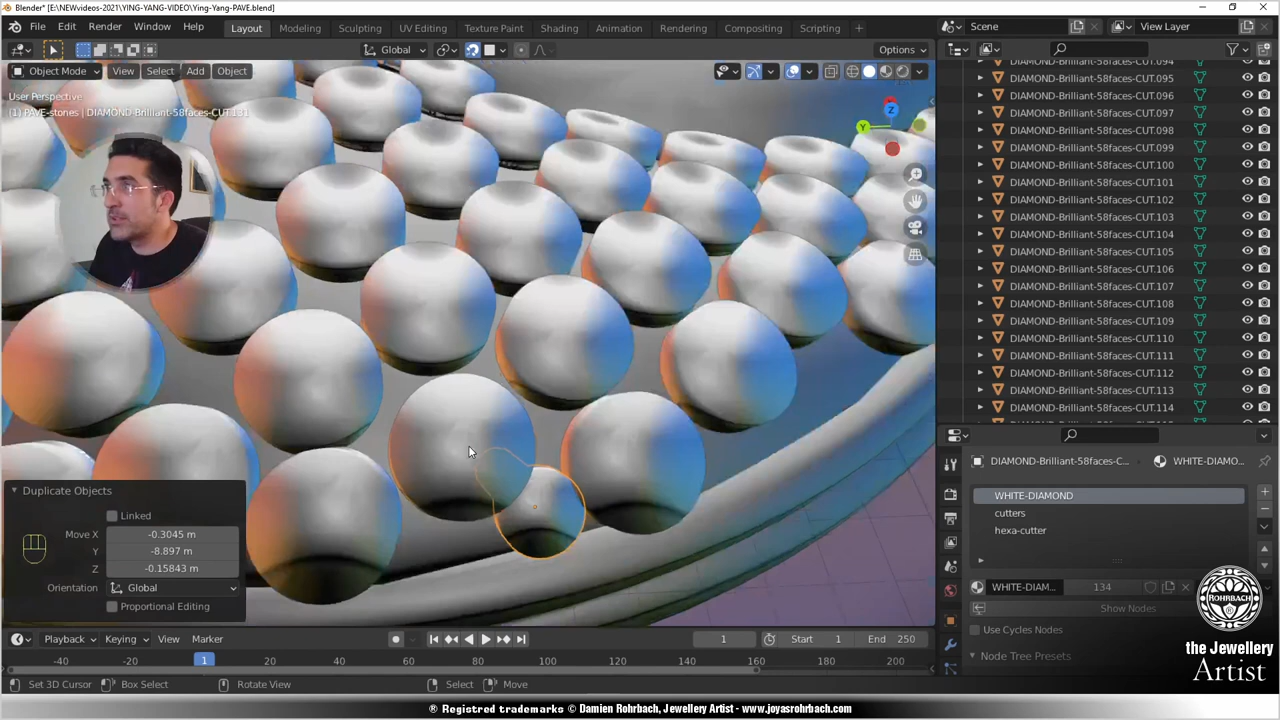 Blender* [E:\NEWvideos-2021\YING-YANG-VIDEO\Ying-Yang-PAVE.blend]
File Edit Render Window Help Layout Modeling Sculpting UV Editing Texture Paint Shading Animation Rendering Compositing Scripting + Scene View Layer
Global Options
Object Mode View Select Add Object
User Perspective
(1) PAVE-stones | DIAMOND-Brilliant-58faces-CUT.131
Z
Y
DIAMOND-Brilliant-58faces-CUT.094
DIAMOND-Brilliant-58faces-CUT.095
DIAMOND-Brilliant-58faces-CUT.096
DIAMOND-Brilliant-58faces-CUT.097
DIAMOND-Brilliant-58faces-CUT.098
DIAMOND-Brilliant-58faces-CUT.099
DIAMOND-Brilliant-58faces-CUT.100
DIAMOND-Brilliant-58faces-CUT.101
DIAMOND-Brilliant-58faces-CUT.102
DIAMOND-Brilliant-58faces-CUT.103
DIAMOND-Brilliant-58faces-CUT.104
DIAMOND-Brilliant-58faces-CUT.105
DIAMOND-Brilliant-58faces-CUT.106
DIAMOND-Brilliant-58faces-CUT.107
DIAMOND-Brilliant-58faces-CUT.108
DIAMOND-Brilliant-58faces-CUT.109
DIAMOND-Brilliant-58faces-CUT.110
DIAMOND-Brilliant-58faces-CUT.111
DIAMOND-Brilliant-58faces-CUT.112
DIAMOND-Brilliant-58faces-CUT.113
DIAMOND-Brilliant-58faces-CUT.114
DIAMOND-Brilliant-58faces-C... WHITE-DIAMO...
WHITE-DIAMOND
cutters
hexa-cutter
WHITE-DIAM... 134
Show Nodes
Use Cycles Nodes
Node Tree Presets
Duplicate Objects
Linked
Move X -0.3045 m
Y -8.897 m
Z -0.15843 m
Orientation Global
Proportional Editing
Playback Keying View Marker 1 Start 1 End 250
-40 -20 1 20 40 60 80 100 120 140 160 180 200
Set 3D Cursor Box Select Rotate View Select Move
ROHRBACH
the Jewellery
Artist
® Registered trademarks © Damien Rohrbach, Jewellery Artist - www.joyasrohrbach.com